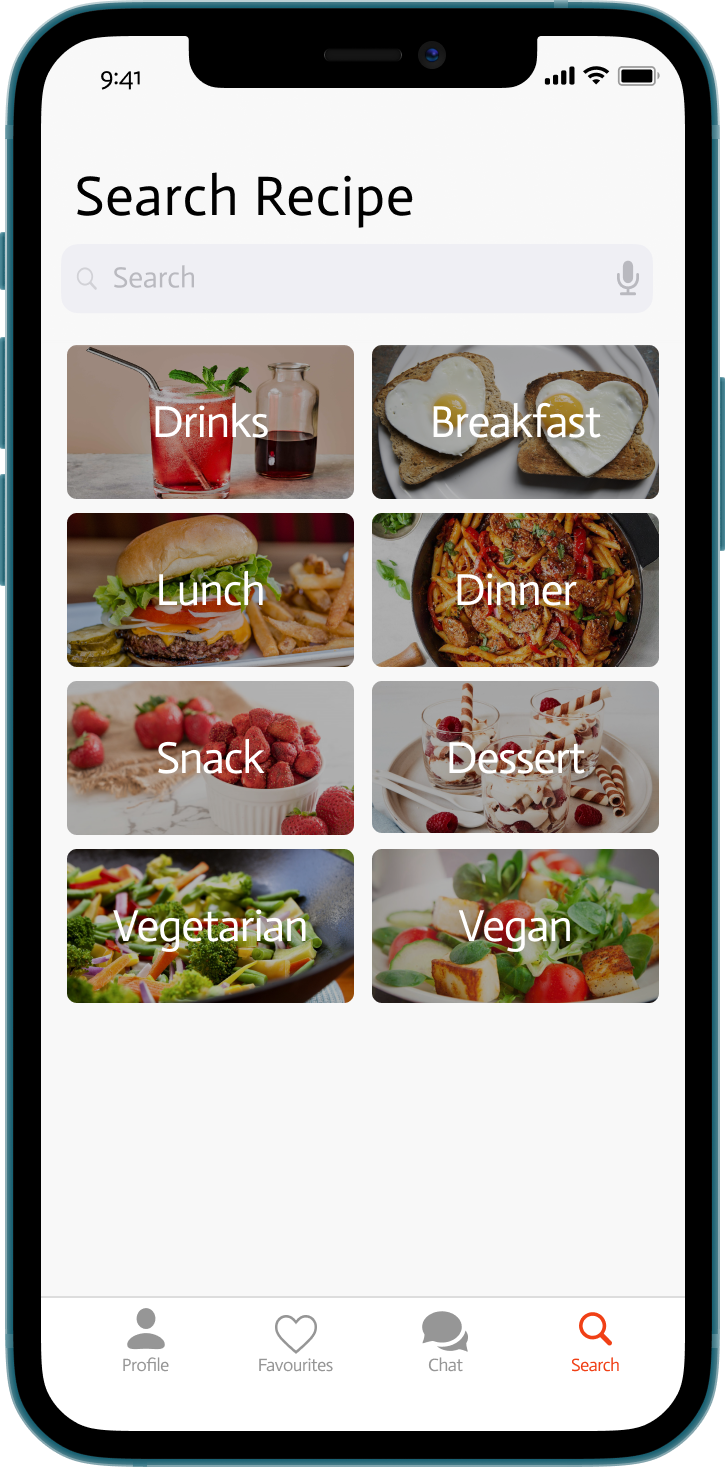 9:41
Search Recipe
Search
Drinks
Breakfast
Lunch
Dinner
Snack
Dessert
Vegetarian
Vegan
Profile
Favourites
Chat
Search